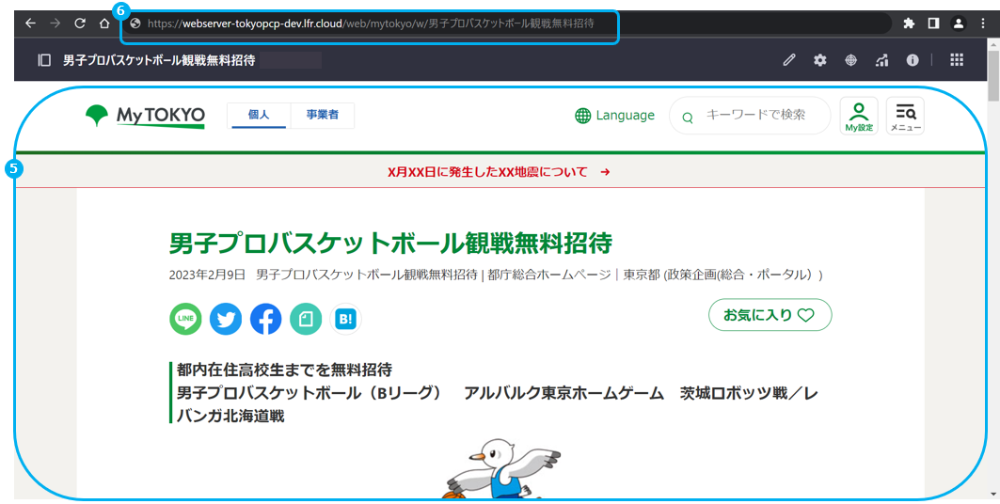 6
https://webserver-tokyopcp-dev.lfr.cloud/web/mytokyo/w/男子プロバスケットボール観戦無料招待
男子プロバスケットボール観戦無料招待
My TOKYO
個人 事業者
Language
キーワードで検索
My設定
メニュー
5
X月XX日に発生したXX地震について →
男子プロバスケットボール観戦無料招待
2023年2月9日 男子プロバスケットボール観戦無料招待 | 都庁総合ホームページ｜東京都 (政策企画(総合・ポータル）)
LINE
B!
お気に入り
都内在住高校生までを無料招待
男子プロバスケットボール（Bリーグ）　アルバルク東京ホームゲーム　茨城ロボッツ戦／レ
バンガ北海道戦